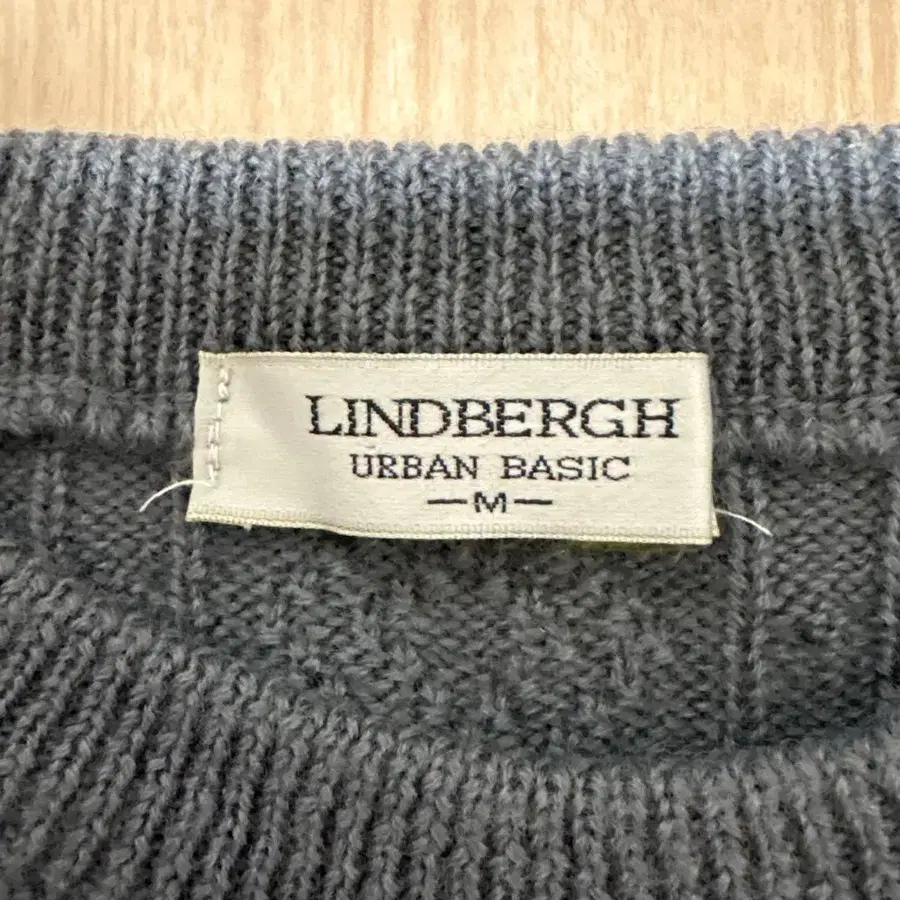 LINDBERGH
URBAN BASIC
—M—